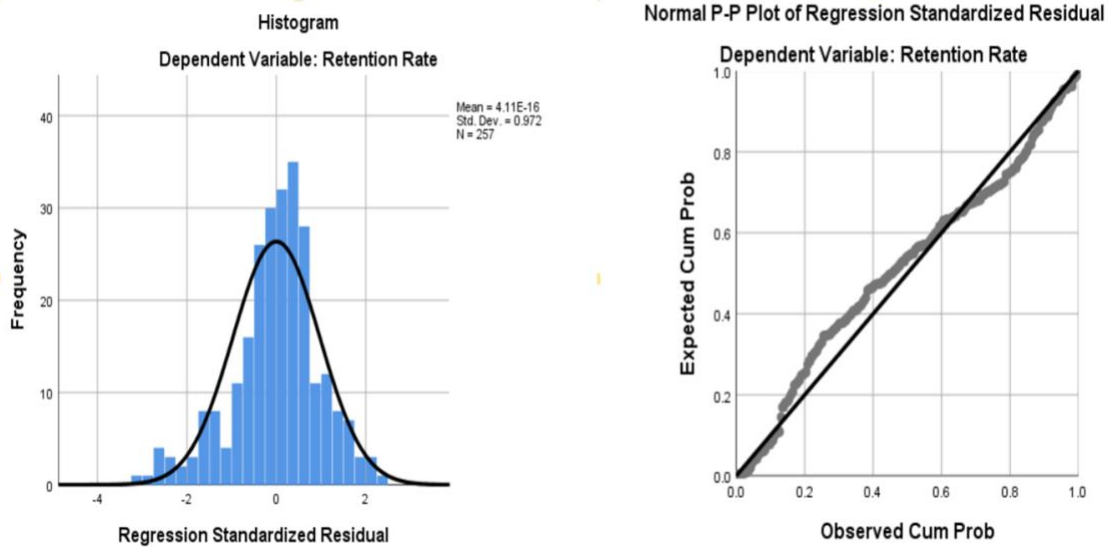 Histogram
Dependent Variable: Retention Rate
Mean = 4.11E-16
Std. Dev. = 0.972
N = 257
Frequency
40
30
20
10
0
-4
-2
0
2
Regression Standardized Residual
Normal P-P Plot of Regression Standardized Residual
Dependent Variable: Retention Rate
Expected Cum Prob
1.0
0.8
0.6
0.4
0.2
0.0
0.0
0.2
0.4
0.6
0.8
1.0
Observed Cum Prob